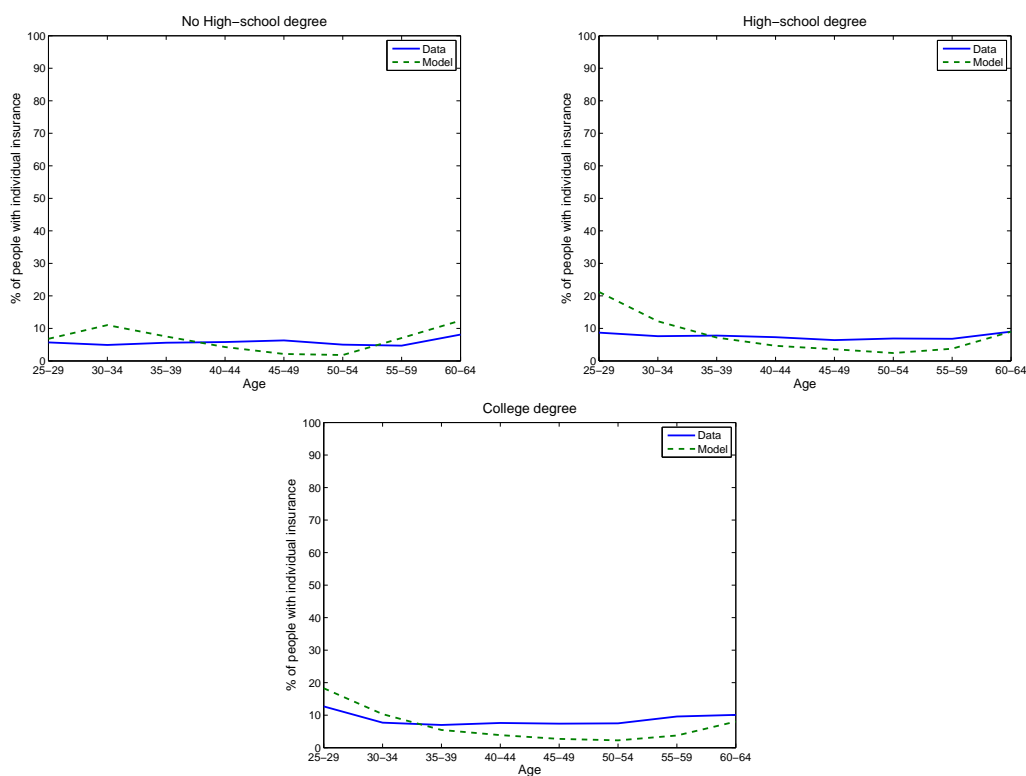 No High−school degree
100
90
80
70
60
50
40
30
20
10
0
% of people with individual insurance
25−29 30−34 35−39 40−44 45−49 50−54 55−59 60−64
Age
Data
Model
High−school degree
100
90
80
70
60
50
40
30
20
10
0
% of people with individual insurance
25−29 30−34 35−39 40−44 45−49 50−54 55−59 60−64
Age
Data
Model
College degree
100
90
80
70
60
50
40
30
20
10
0
% of people with individual insurance
25−29 30−34 35−39 40−44 45−49 50−54 55−59 60−64
Age
Data
Model